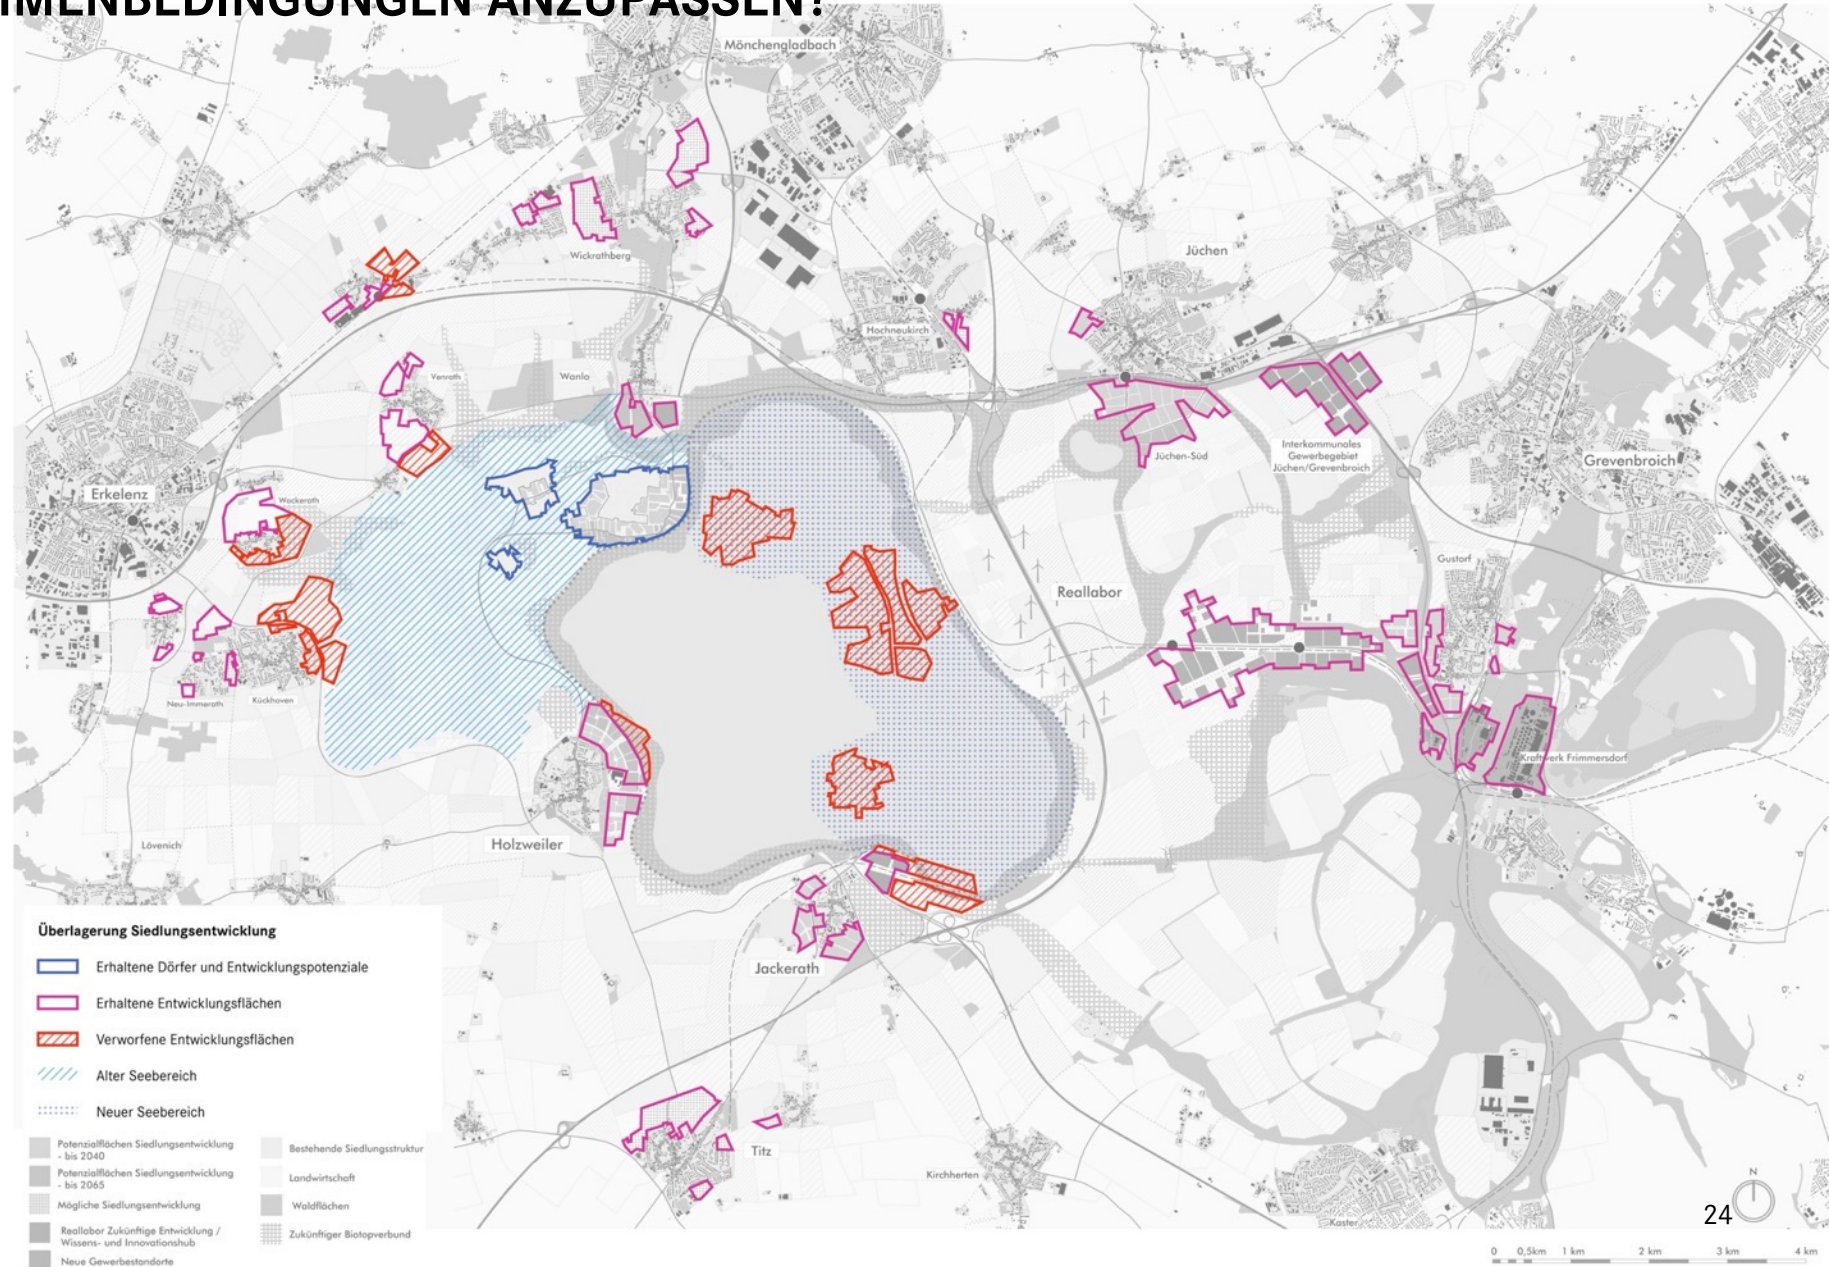 MENBEDINGUNGEN ANZUPASSEN!
Mönchengladbach
Wickrathberg
Jüchen
Hochneukirch
Venrath
Wanlo
Jüchen-Süd
Interkommunales
Gewerbegebiet
Jüchen/Grevenbroich
Grevenbroich
Erkelenz
Wockerath
Gustorf
Reallabor
Neu-Immerath
Kückhoven
Kraftwerk Frimmersdorf
Lövenich
Holzweiler
Jackerath
Titz
Kirchherten
Kaster
Überlagerung Siedlungsentwicklung
Erhaltene Dörfer und Entwicklungspotenziale
Erhaltene Entwicklungsflächen
Verworfene Entwicklungsflächen
Alter Seebereich
Neuer Seebereich
Potenzialflächen Siedlungsentwicklung
- bis 2040
Potenzialflächen Siedlungsentwicklung
- bis 2065
Mögliche Siedlungsentwicklung
Reallabor Zukünftige Entwicklung /
Wissens- und Innovationshub
Neue Gewerbestandorte
Bestehende Siedlungsstruktur
Landwirtschaft
Waldflächen
Zukünftiger Biotopverbund
N
24
0 0,5km 1 km 2 km 3 km 4 km